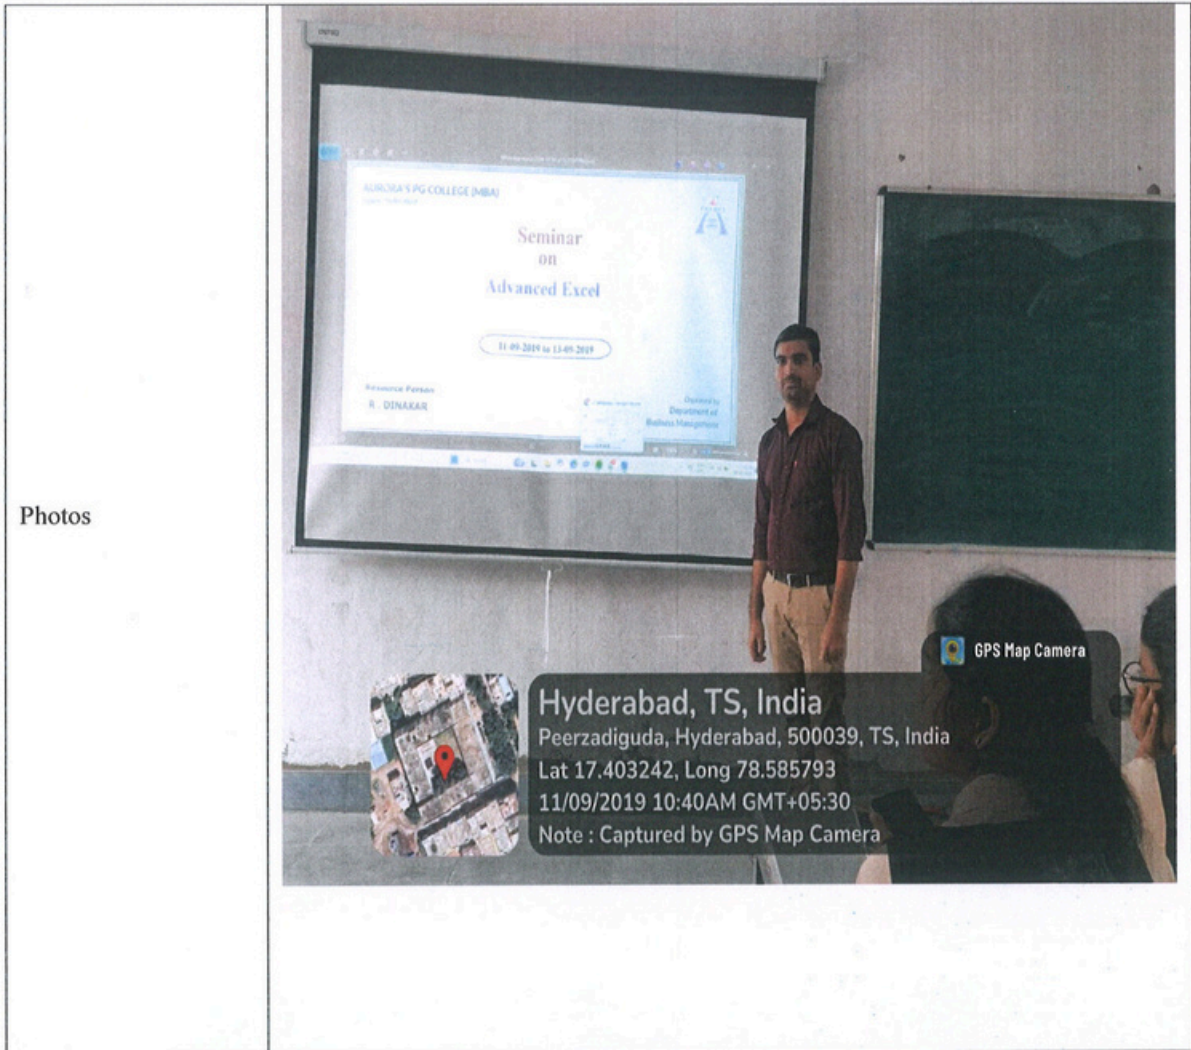 Photos
AURORA'S PG COLLEGE (MBA)
Seminar
on
Advanced Excel
11-09-2019 to 13-09-2019
Resource Person
R . DINAKAR
Organized by
Department of
Business Management
GPS Map Camera
Hyderabad, TS, India
Peerzadiguda, Hyderabad, 500039, TS, India
Lat 17.403242, Long 78.585793
11/09/2019 10:40AM GMT+05:30
Note : Captured by GPS Map Camera